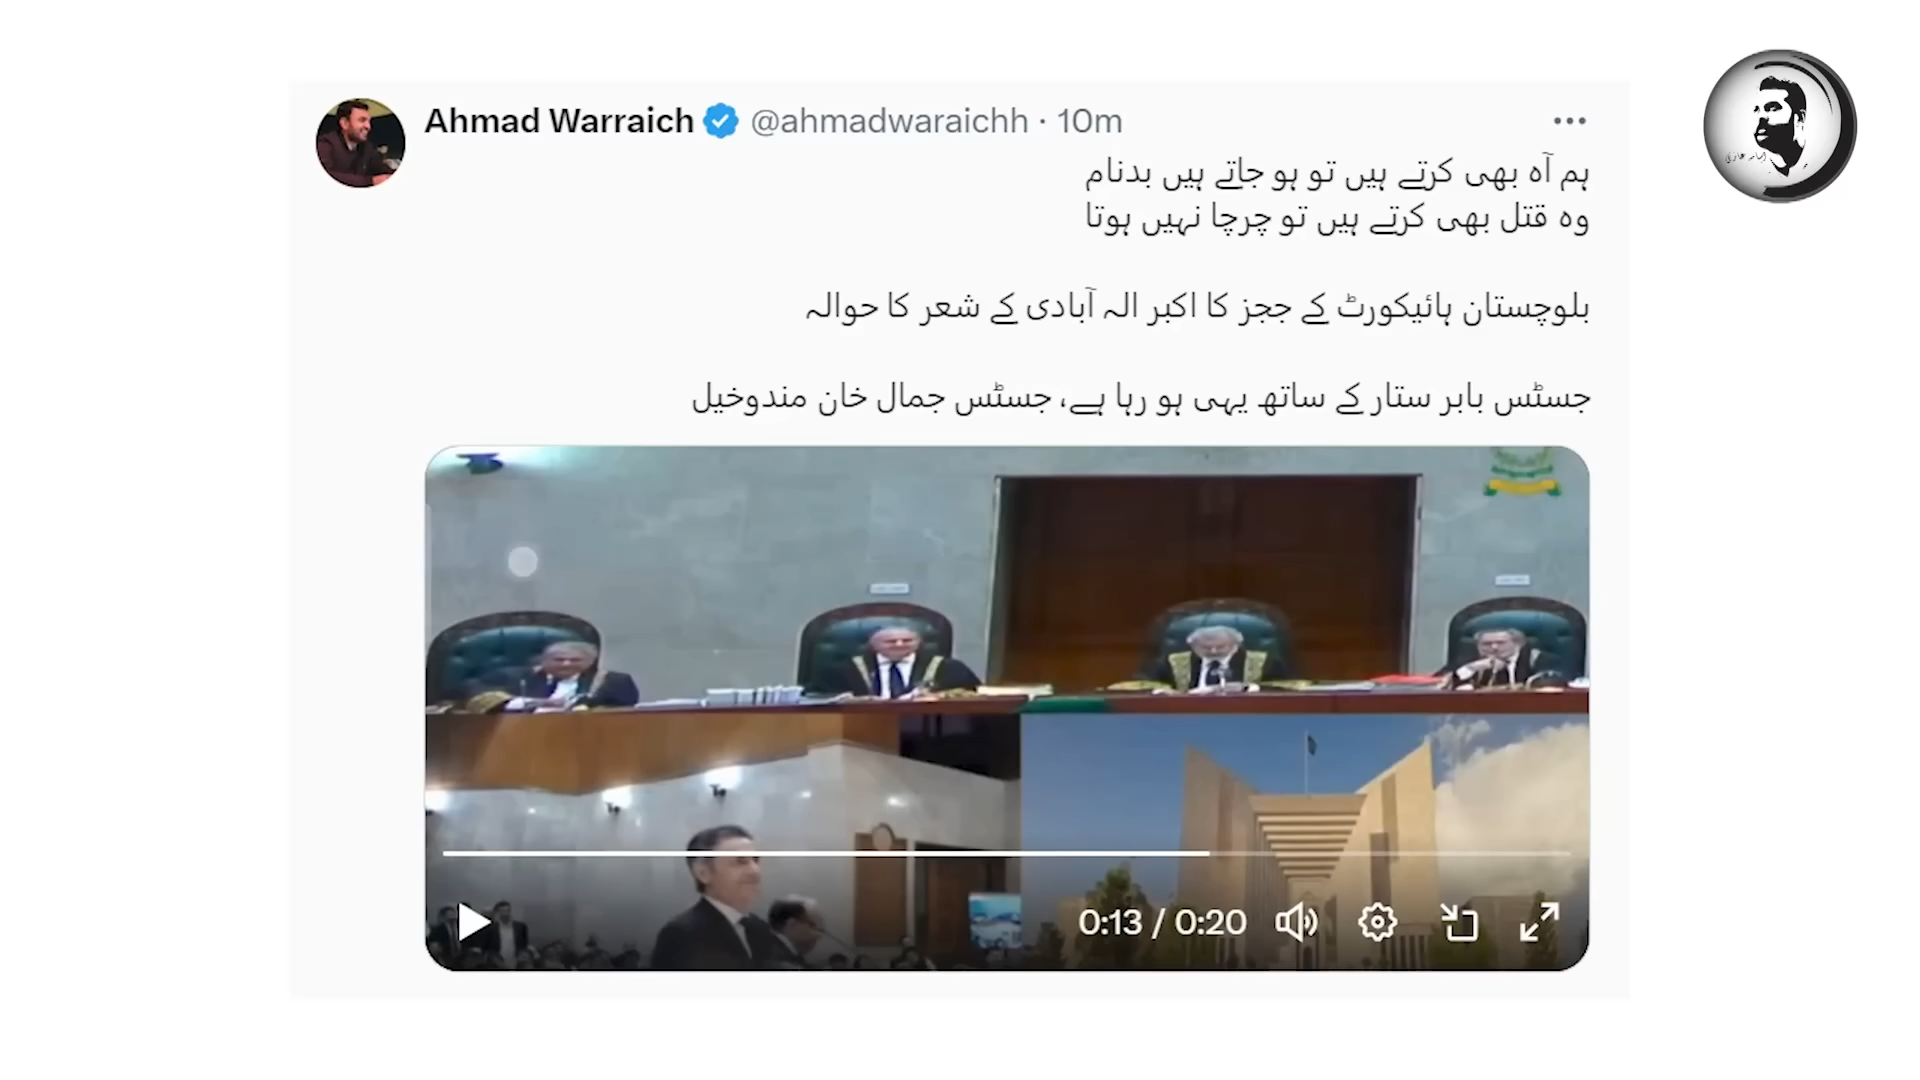 Ahmad Warraich @ahmadwaraichh · 10m
ہم آہ بھی کرتے ہیں تو ہو جاتے ہیں بدنام
وہ قتل بھی کرتے ہیں تو چرچا نہیں ہوتا
بلوچستان ہائیکورٹ کے ججز کا اکبر الہ آبادی کے شعر کا حوالہ
جسٹس بابر ستار کے ساتھ یہی ہو رہا ہے، جسٹس جمال خان مندوخیل
0:13 / 0:20